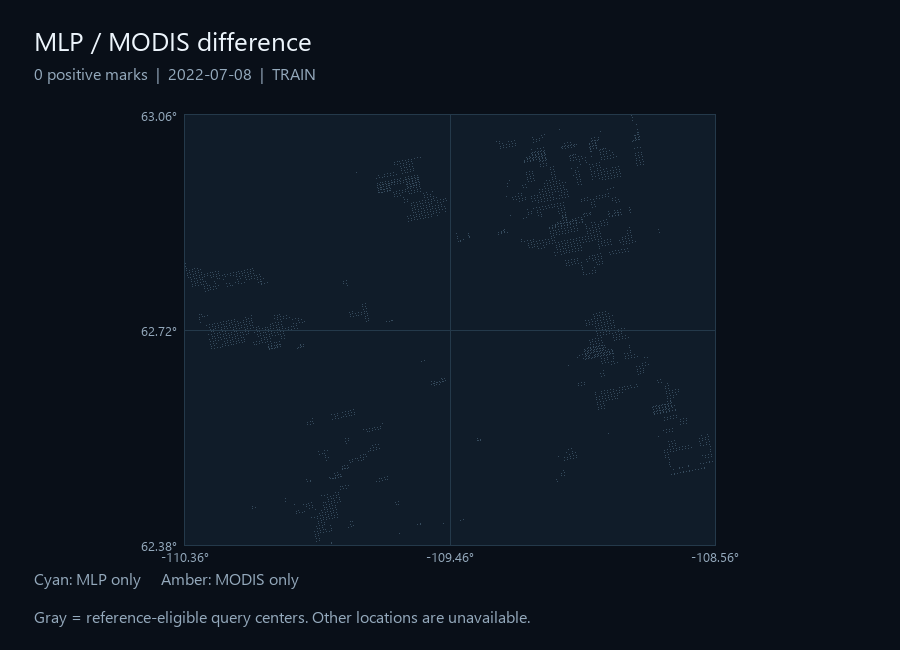 MLP / MODIS difference
0 positive marks | 2022-07-08 | TRAIN
63.06°
62.72°
62.38°
-110.36° -109.46° -108.56°
Cyan: MLP only Amber: MODIS only
Gray = reference-eligible query centers. Other locations are unavailable.